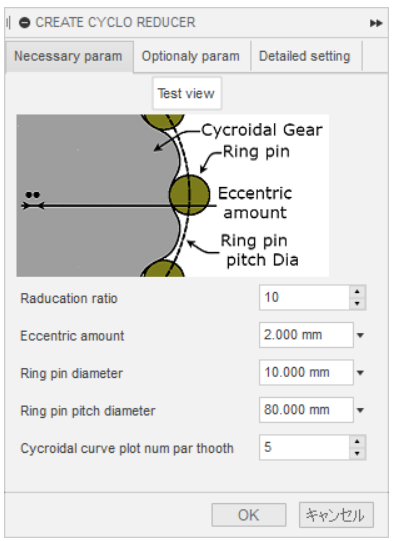 CREATE CYCLO REDUCER
Necessary param Optionaly param Detailed setting
Test view
Cycroidal Gear
Ring pin
Eccentric
amount
Ring pin
pitch Dia
Raducation ratio 10
Eccentric amount 2.000 mm
Ring pin diameter 10.000 mm
Ring pin pitch diameter 80.000 mm
Cycroidal curve plot num par thooth 5
OK キャンセル